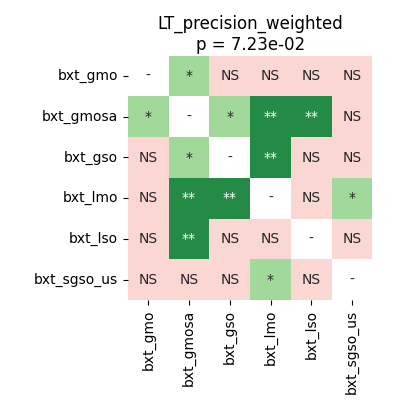 LT_precision_weighted
p = 7.23e-02
bxt_gmo - * NS NS NS NS
bxt_gmosa * - * ** ** NS
bxt_gso NS * - ** NS NS
bxt_lmo NS ** ** - NS *
bxt_lso NS ** NS NS - NS
bxt_sgso_us NS NS NS * NS -
bxt_gmo
bxt_gmosa
bxt_gso
bxt_lmo
bxt_lso
bxt_sgso_us